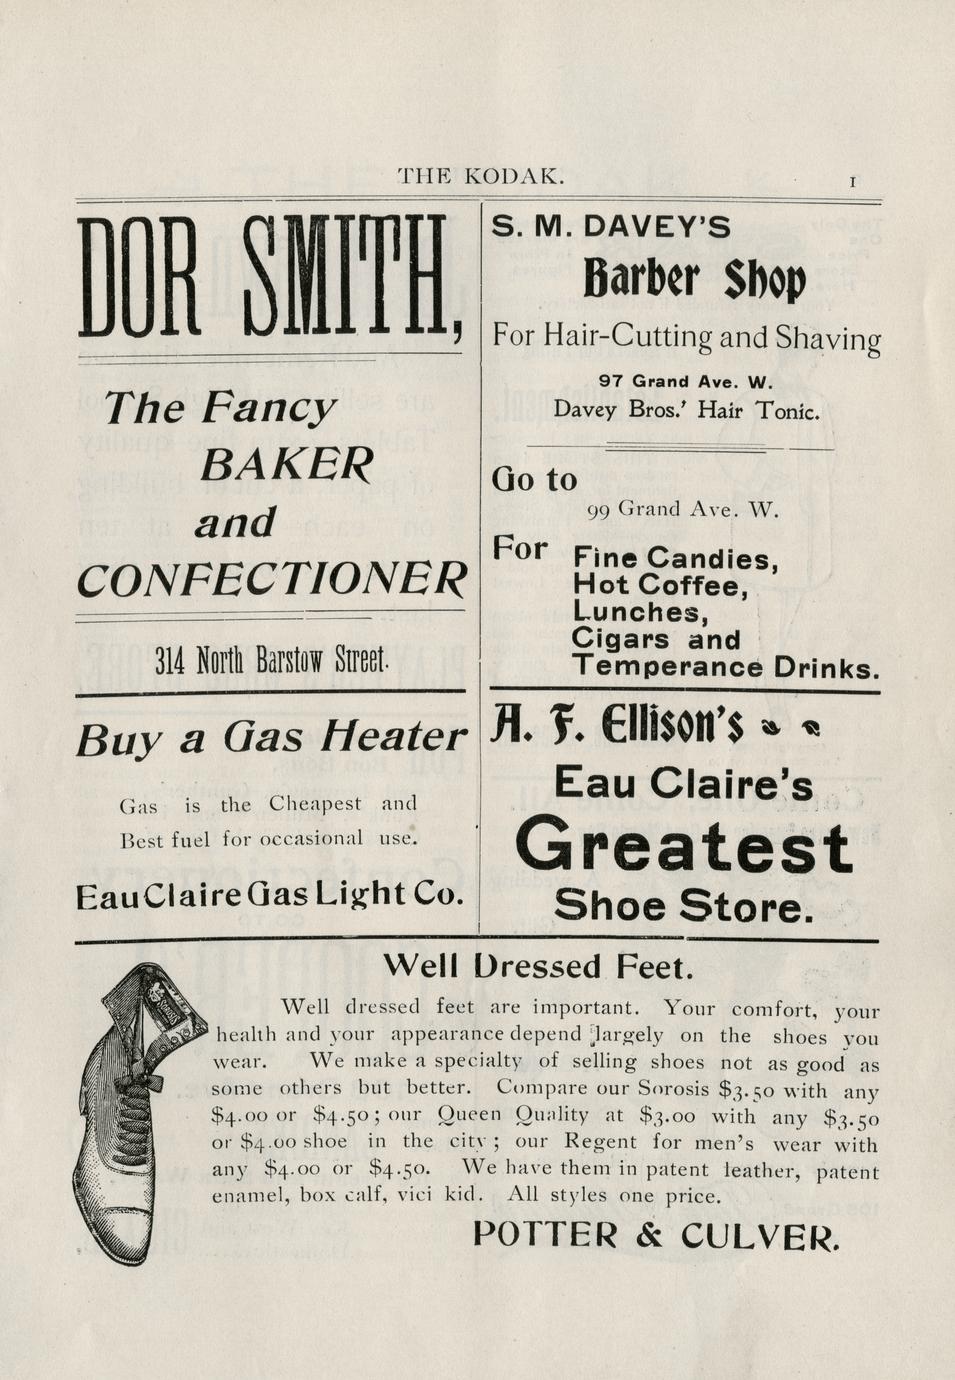 THE KODAK.
1
DOR SMITH,
The Fancy
BAKER
and
CONFECTIONER
314 North Barstow Street.
Buy a Gas Heater
Gas is the Cheapest and
Best fuel for occasional use.
Eau Claire Gas Light Co.
S. M. DAVEY'S
Barber Shop
For Hair-Cutting and Shaving
97 Grand Ave. W.
Davey Bros.' Hair Tonic.
Go to
99 Grand Ave. W.
For Fine Candies,
Hot Coffee,
Lunches,
Cigars and
Temperance Drinks.
A. F. Ellison's
Eau Claire's
Greatest
Shoe Store.
Well Dressed Feet.
Well dressed feet are important. Your comfort, your
health and your appearance depend largely on the shoes you
wear. We make a specialty of selling shoes not as good as
some others but better. Compare our Sorosis $3.50 with any
$4.00 or $4.50; our Queen Quality at $3.00 with any $3.50
or $4.00 shoe in the city; our Regent for men's wear with
any $4.00 or $4.50. We have them in patent leather, patent
enamel, box calf, vici kid. All styles one price.
POTTER & CULVER.